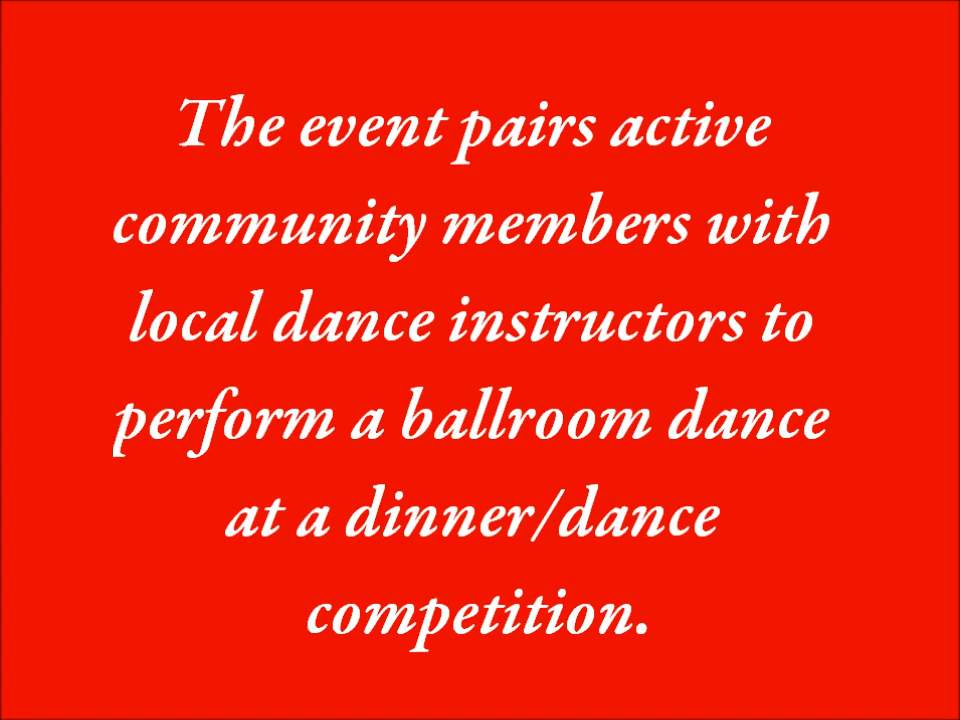 The event pairs active
community members with
local dance instructors to
perform a ballroom dance
at a dinner/dance
competition.